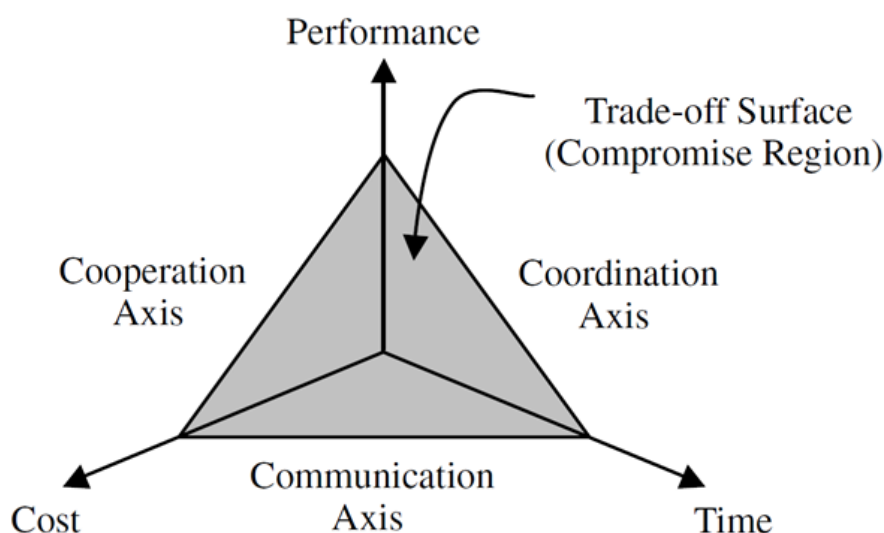 Performance
Trade-off Surface
(Compromise Region)
Cooperation
Axis
Coordination
Axis
Communication
Axis
Cost
Time